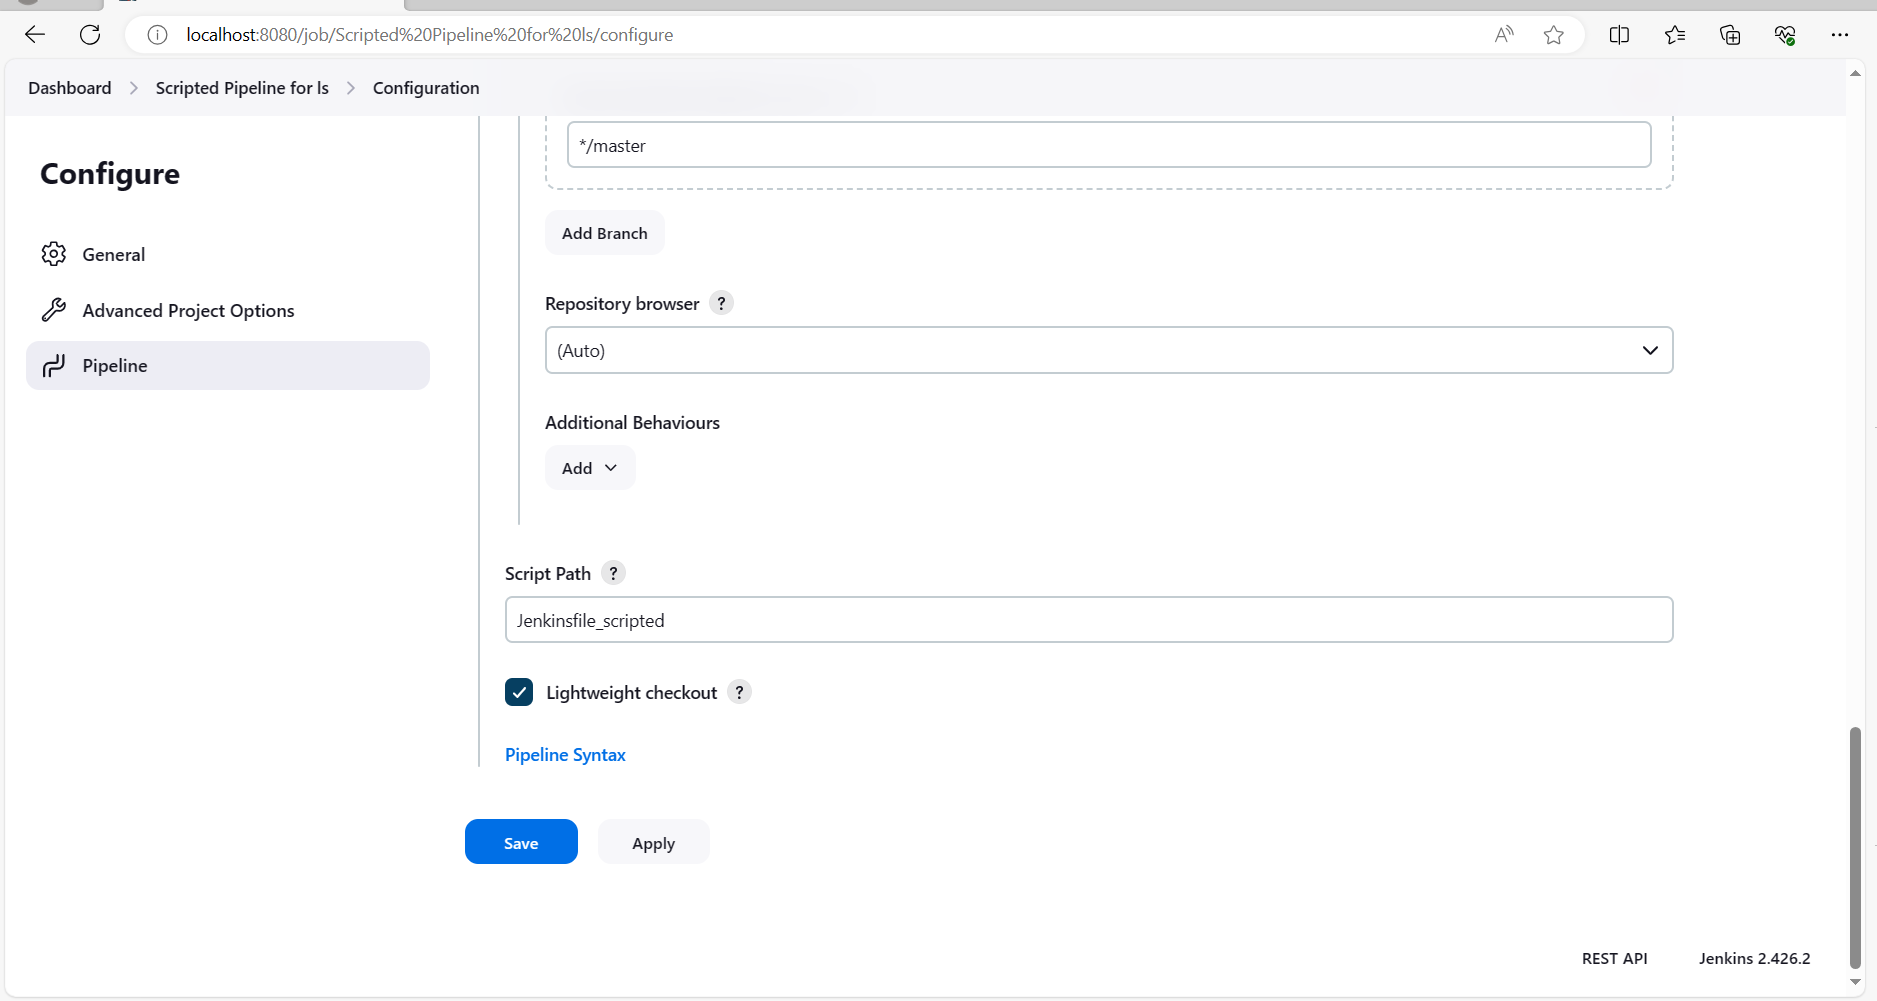 localhost:8080/job/Scripted%20Pipeline%20for%20ls/configure
Dashboard > Scripted Pipeline for ls > Configuration
Configure
General
Advanced Project Options
Pipeline
*/master
Add Branch
Repository browser ?
(Auto)
Additional Behaviours
Add
Script Path ?
Jenkinsfile_scripted
Lightweight checkout ?
Pipeline Syntax
Save Apply
REST API Jenkins 2.426.2